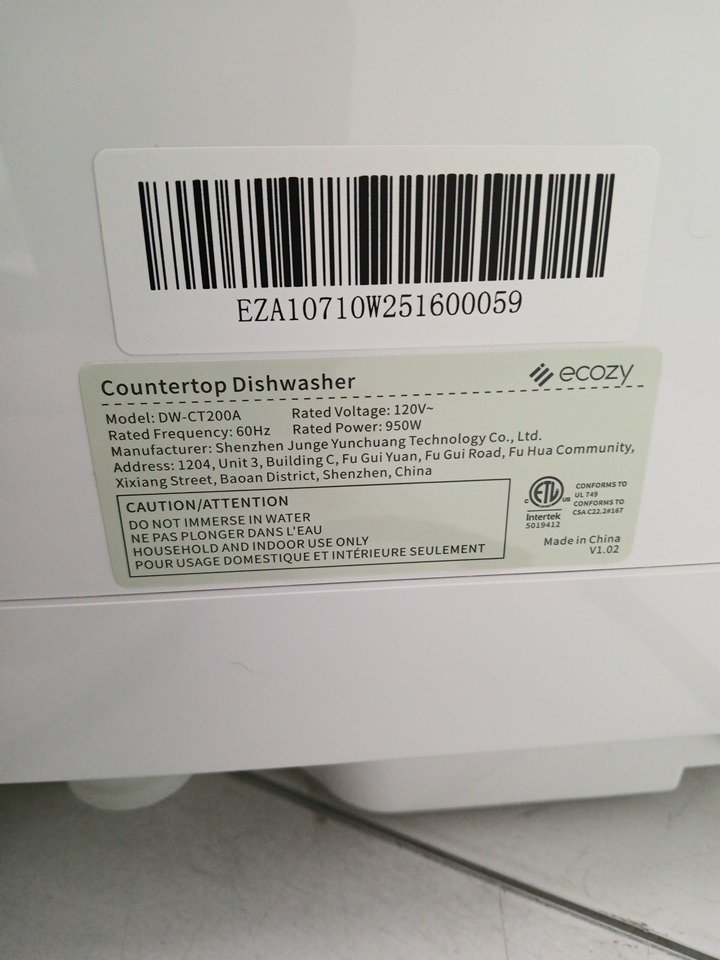 EZA10710W251600059
Countertop Dishwasher
ecozy
Model: DW-CT200A Rated Voltage: 120V~
Rated Frequency: 60Hz Rated Power: 950W
Manufacturer: Shenzhen Junge Yunchuang Technology Co., Ltd.
Address: 1204, Unit 3, Building C, Fu Gui Yuan, Fu Gui Road, Fu Hua Community,
Xixiang Street, Baoan District, Shenzhen, China
CAUTION/ATTENTION
DO NOT IMMERSE IN WATER
NE PAS PLONGER DANS L'EAU
HOUSEHOLD AND INDOOR USE ONLY
POUR USAGE DOMESTIQUE ET INTÉRIEURE SEULEMENT
C ETL US
Intertek
5019412
CONFORMS TO
UL 749
CONFORMS TO
CSA C22.2#167
Made in China
V1.02